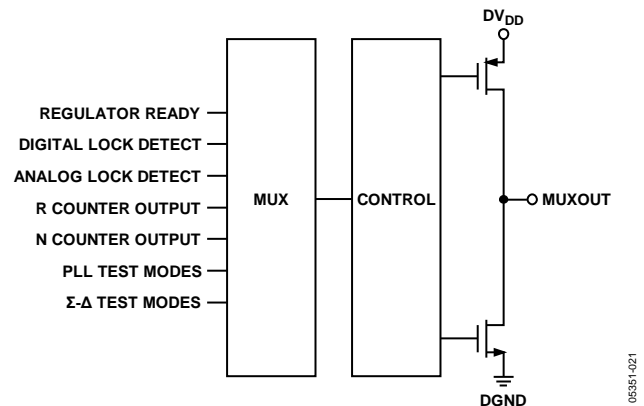 DVDD
REGULATOR READY
DIGITAL LOCK DETECT
ANALOG LOCK DETECT
R COUNTER OUTPUT
N COUNTER OUTPUT
PLL TEST MODES
Σ-Δ TEST MODES
MUX
CONTROL
MUXOUT
DGND
05351-021